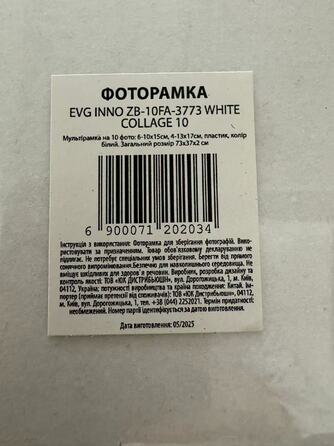 ФОТОРАМКА
EVG INNO ZB-10FA-3773 WHITE
COLLAGE 10
Мультірамка на 10 фото: 6-10х15см, 4-13х17см, пластик, колір
білий. Загальний розмір 73х37х2 см
6 900071 202034
Інструкція з використання: Фоторамка для зберігання фотографій. Вико-
ристовувати за призначенням. Товар обов'язковому декларуванню не
підлягає. Не потребує спеціальних умов зберігання. Берегти від прямого
сонячного випромінювання.Безпечно для навколишнього середовища. Не
вміщує шкідливих для здоров'я речовин. Виробник, розробка дизайну та
контроль якості: ТОВ «ЮК ДИСТРИБЬЮШН», вул. Дорогожицька, 1, м. Київ,
04112, Україна; потужності виробництва та країна походження: Китай. Ім-
портер (приймає претензії від споживачів): ТОВ «ЮК Дистрибьюшн», 04112,
м. Київ, вул. Дорогожицька, 1, тел. +38 (044) 2252021. Термін придатності:
необмежений. Номер партії ідентифікується за датою виготовлення.
Дата виготовлення: 05/2025